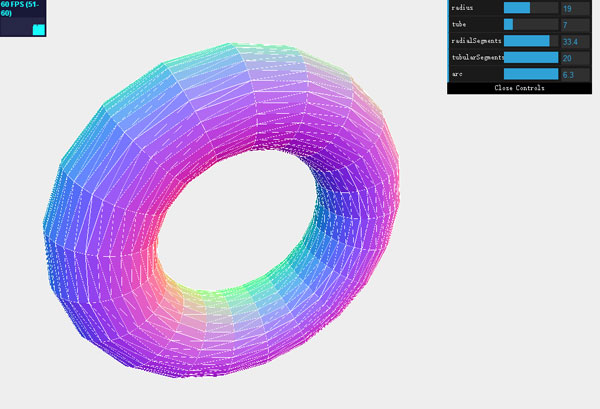 60 FPS (51-
60)
radius 19
tube 7
radialSegments 33.4
tubularSegments 20
arc 6.3
Close Controls